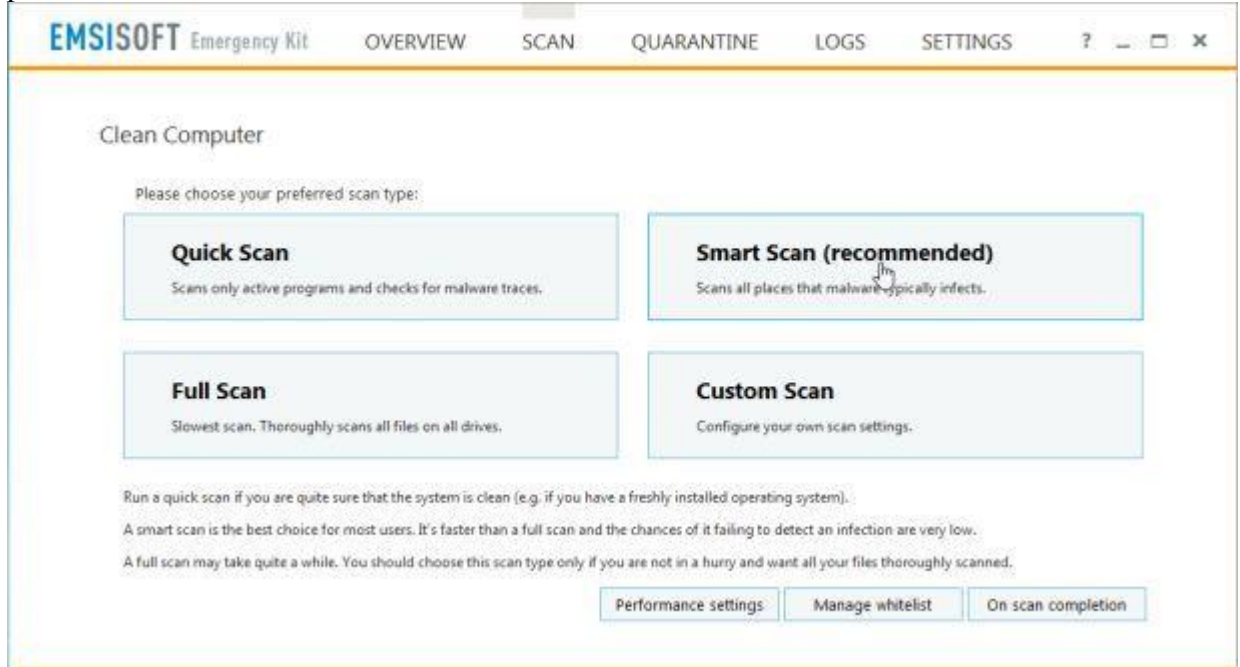 EMSISOFT Emergency Kit OVERVIEW SCAN QUARANTINE LOGS SETTINGS ?
Clean Computer
Please choose your preferred scan type:
Quick Scan
Scans only active programs and checks for malware traces.
Smart Scan (recommended)
Scans all places that malware typically infects.
Full Scan
Slowest scan. Thoroughly scans all files on all drives.
Custom Scan
Configure your own scan settings.
Run a quick scan if you are quite sure that the system is clean (e.g. if you have a freshly installed operating system).
A smart scan is the best choice for most users. It's faster than a full scan and the chances of it failing to detect an infection are very low.
A full scan may take quite a while. You should choose this scan type only if you are not in a hurry and want all your files thoroughly scanned.
Performance settings Manage whitelist On scan completion